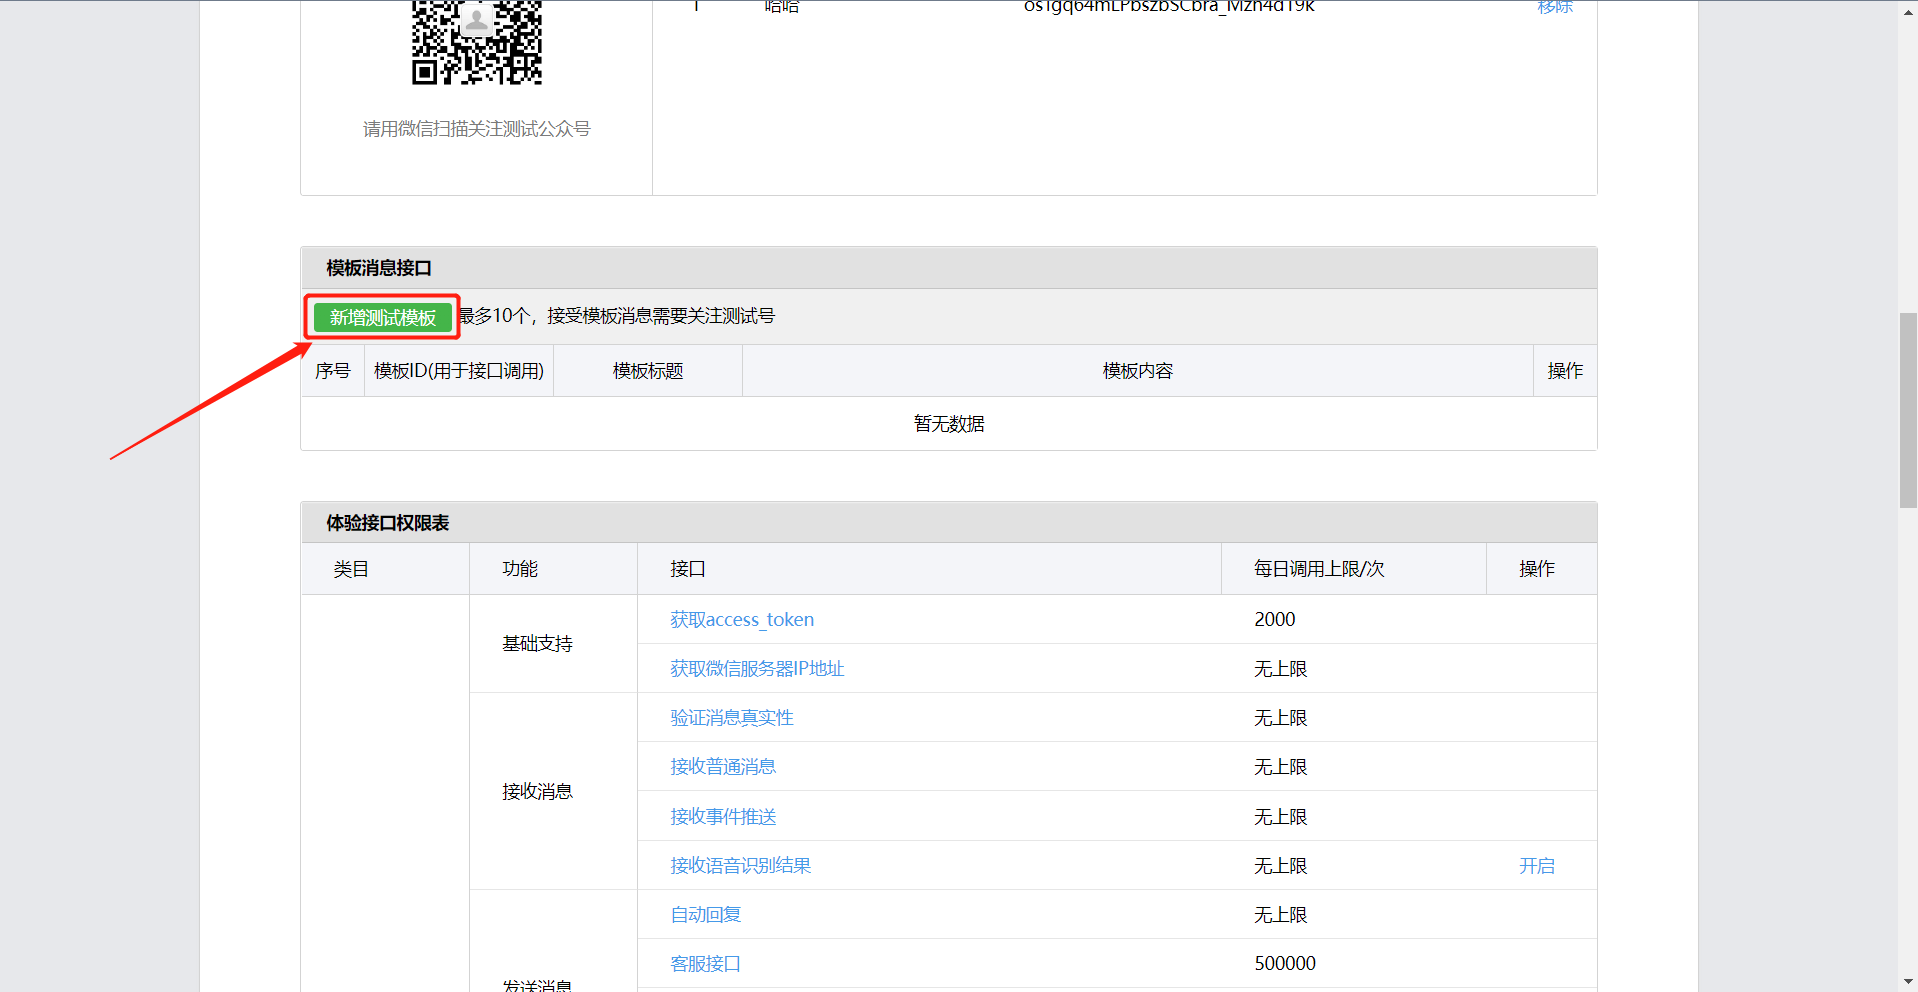 1 哈哈 移除
请用微信扫描关注测试公众号
模板消息接口
新增测试模板 最多10个，接受模板消息需要关注测试号
序号 模板ID(用于接口调用) 模板标题 模板内容 操作
暂无数据
体验接口权限表
类目 功能 接口 每日调用上限/次 操作
基础支持
获取access_token 2000
获取微信服务器IP地址 无上限
接收消息
验证消息真实性 无上限
接收普通消息 无上限
接收事件推送 无上限
接收语音识别结果 无上限 开启
发送消息
自动回复 无上限
客服接口 500000